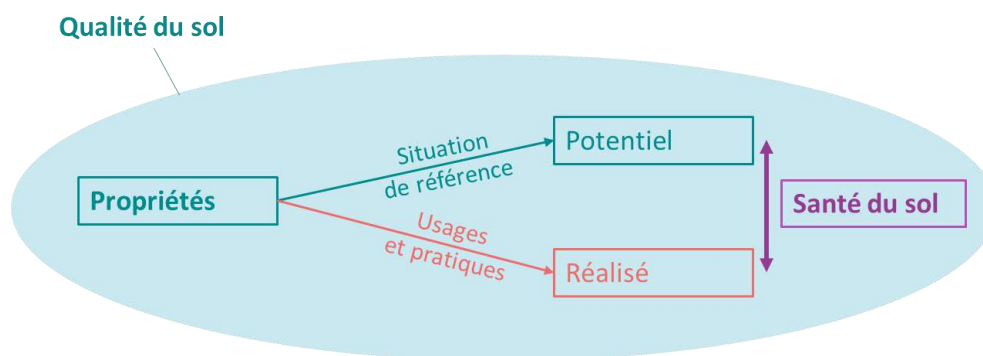 Qualité du sol
Propriétés
Situation
de référence
Potentiel
Usages
et pratiques
Réalisé
Santé du sol